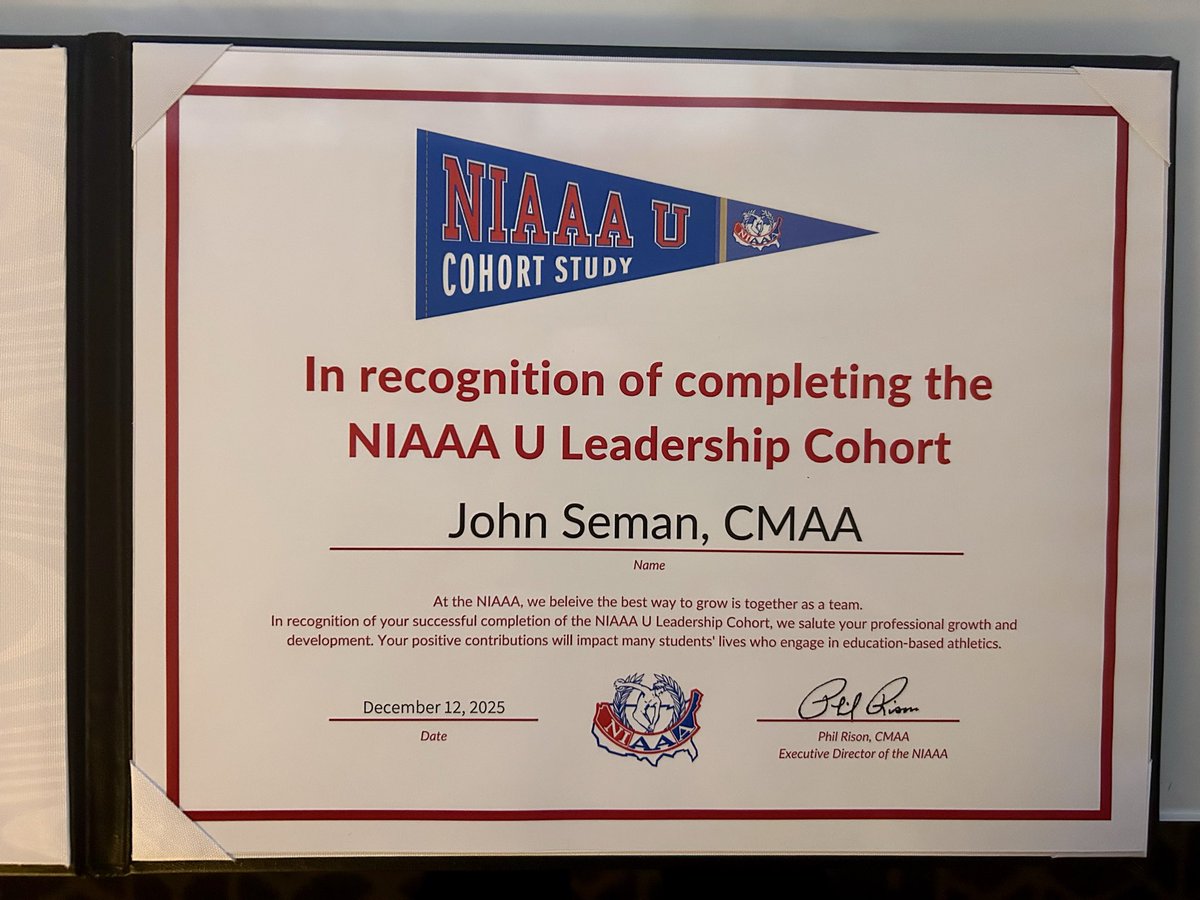 NIAAA U
COHORT STUDY
NIAAA
In recognition of completing the
NIAAA U Leadership Cohort
John Seman, CMAA
Name
At the NIAAA, we beleive the best way to grow is together as a team.
In recognition of your successful completion of the NIAAA U Leadership Cohort, we salute your professional growth and
development. Your positive contributions will impact many students' lives who engage in education-based athletics.
December 12, 2025
Date
NIAAA
Phil Rison
Phil Rison, CMAA
Executive Director of the NIAAA